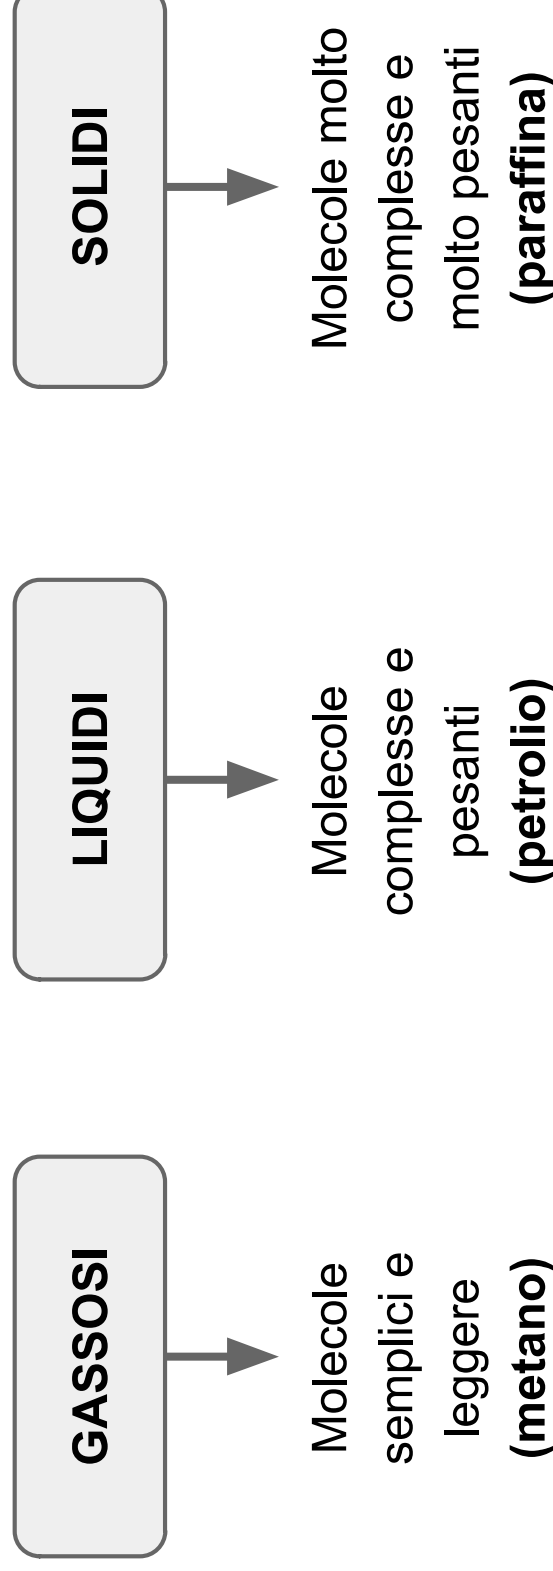 GASSOSI
Molecole
semplici e
leggere
(metano)
LIQUIDI
Molecole
complesse e
pesanti
(petrolio)
SOLIDI
Molecole molto
complesse e
molto pesanti
(paraffina)